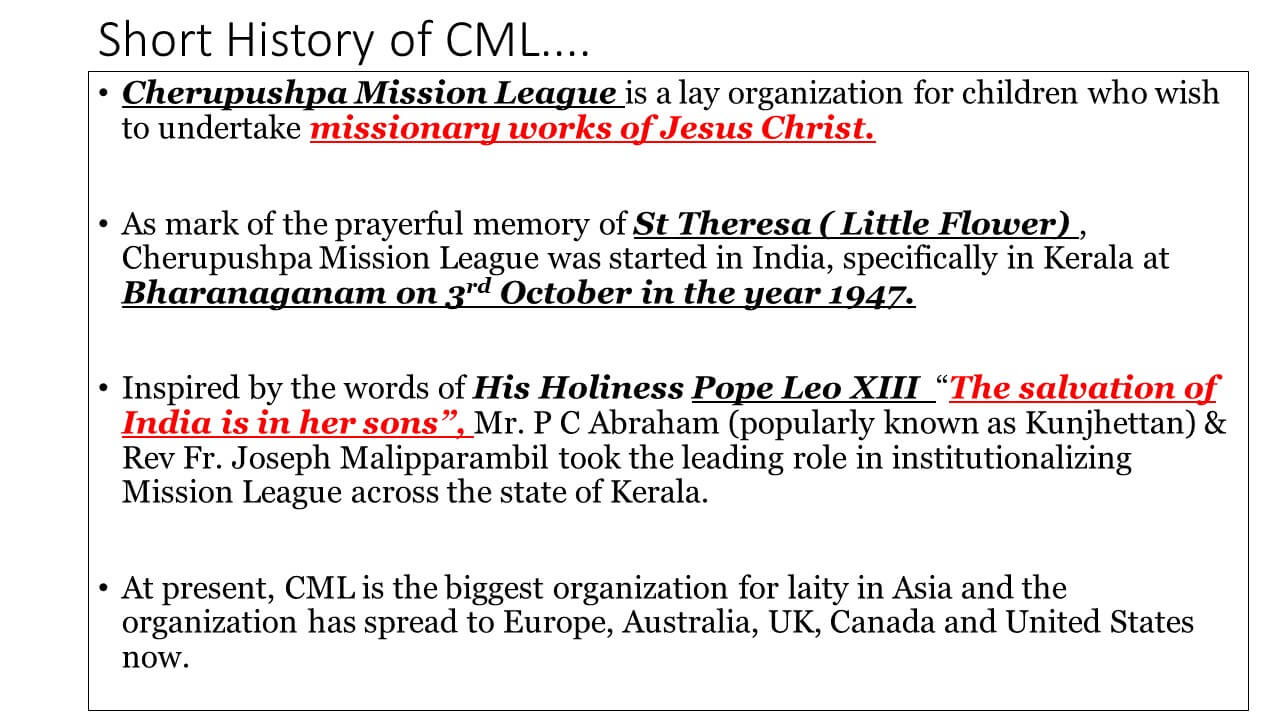 Short History of CML....
• Cherupushpa Mission League is a lay organization for children who wish
to undertake missionary works of Jesus Christ.
• As mark of the prayerful memory of St Theresa ( Little Flower) ,
Cherupushpa Mission League was started in India, specifically in Kerala at
Bharanaganam on 3rd October in the year 1947.
• Inspired by the words of His Holiness Pope Leo XIII “The salvation of
India is in her sons”, Mr. P C Abraham (popularly known as Kunjhettan) &
Rev Fr. Joseph Malipparambil took the leading role in institutionalizing
Mission League across the state of Kerala.
• At present, CML is the biggest organization for laity in Asia and the
organization has spread to Europe, Australia, UK, Canada and United States
now.